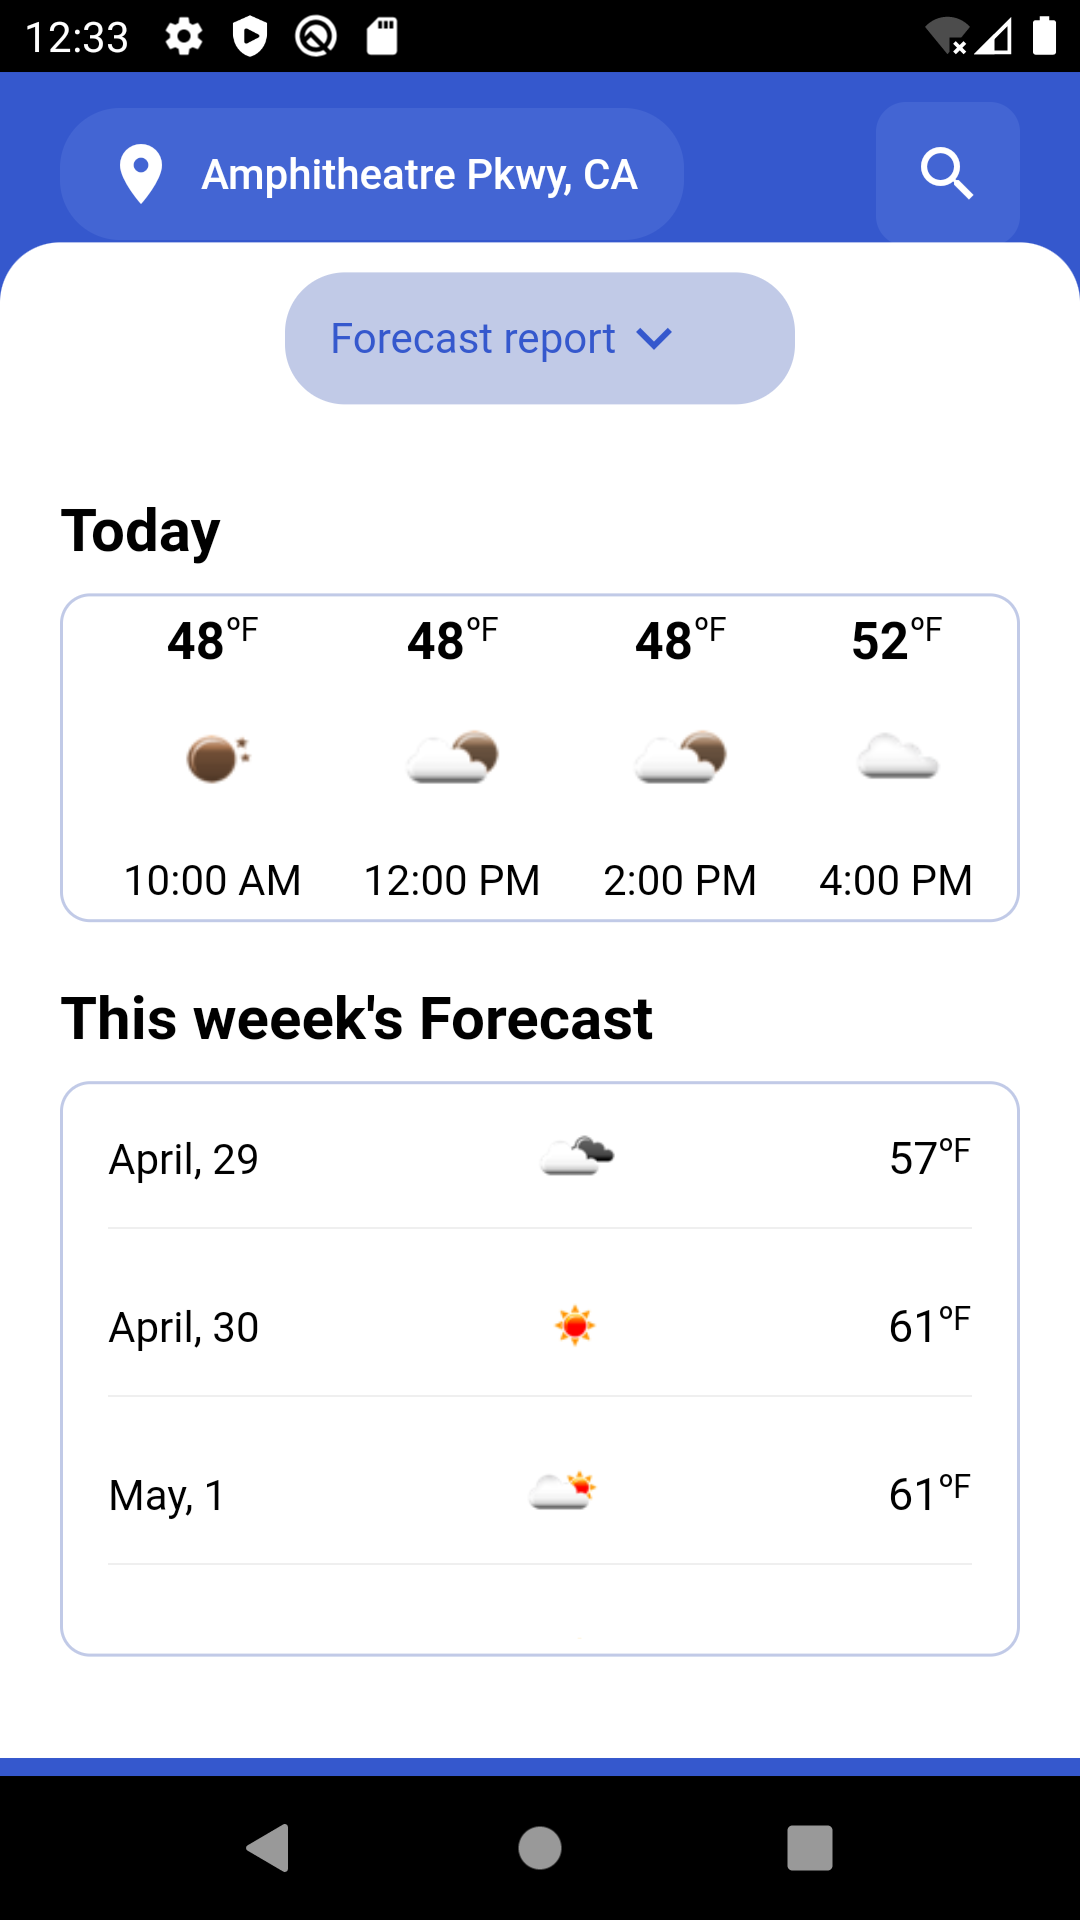 12:33
Amphitheatre Pkwy, CA
Forecast report
Today
48°F 48°F 48°F 52°F
10:00 AM 12:00 PM 2:00 PM 4:00 PM
This weeek's Forecast
April, 29 57°F
April, 30 61°F
May, 1 61°F